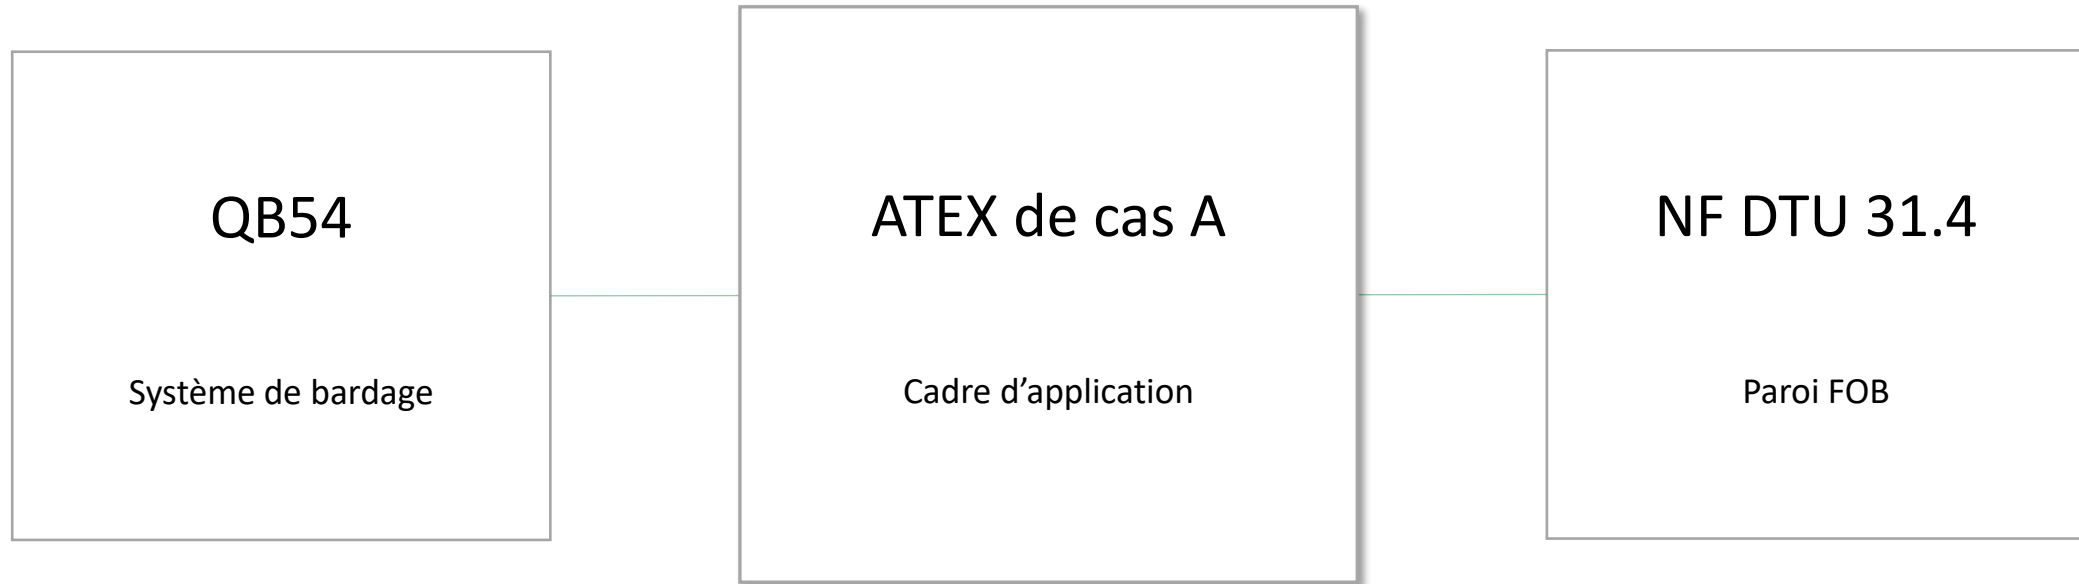 QB54
Système de bardage
ATEX de cas A
Cadre d’application
NF DTU 31.4
Paroi FOB